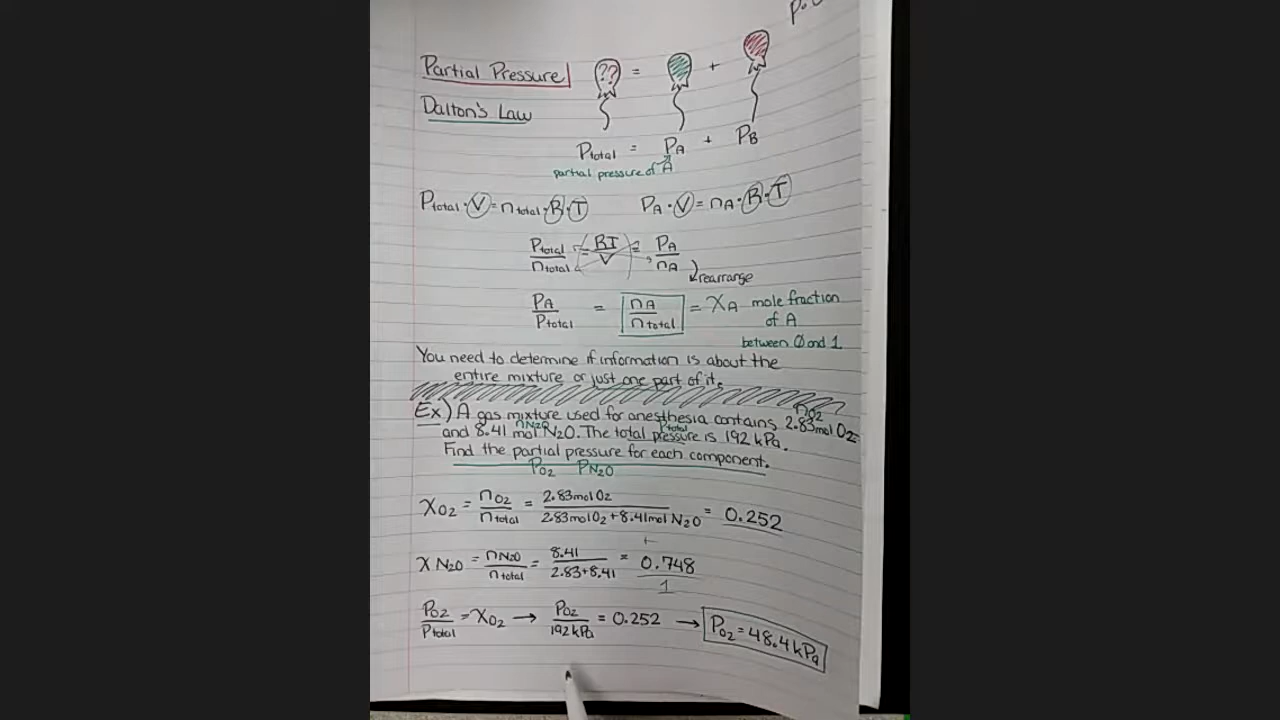 P.
Partial Pressure ?? = +
Dalton's Law
Ptotal = PA + PB
partial pressure of A
Ptotal · V = ntotal · R · T PA · V = nA · R · T
Ptotal/ntotal = (RT/V) = PA/nA
rearrange
PA/Ptotal = nA/ntotal = XA mole fraction
of A
between 0 and 1
You need to determine if information is about the
entire mixture or just one part of it.
nO2
Ex) A gas mixture used for anesthesia contains 2.83 mol O2
nN2O Ptotal
and 8.41 mol N2O. The total pressure is 192 kPa.
Find the partial pressure for each component.
PO2 PN2O
XO2 = nO2/ntotal = 2.83 mol O2/2.83 mol O2 + 8.41 mol N2O = 0.252
+
X N2O = nN2O/ntotal = 8.41/2.83+8.41 = 0.748
1
PO2/Ptotal = XO2 → PO2/192 kPa = 0.252 → PO2 = 48.4 kPa